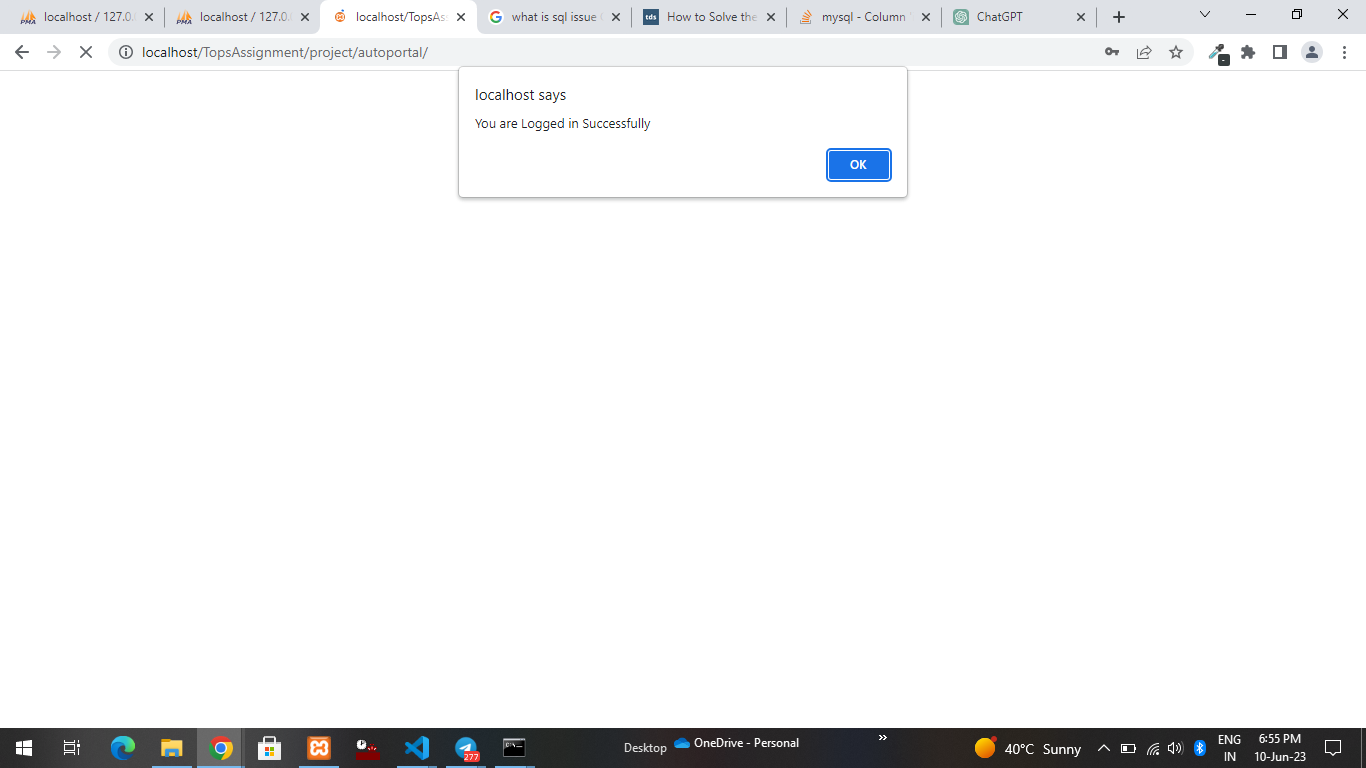 localhost / 127.0.
localhost / 127.0.
localhost/TopsAs
what is sql issue
How to Solve the
mysql - Column
ChatGPT
localhost/TopsAssignment/project/autoportal/
localhost says
You are Logged in Successfully
OK
Desktop
OneDrive - Personal
»
40°C Sunny
ENG
IN
6:55 PM
10-Jun-23
PMA
PMA
tds
277